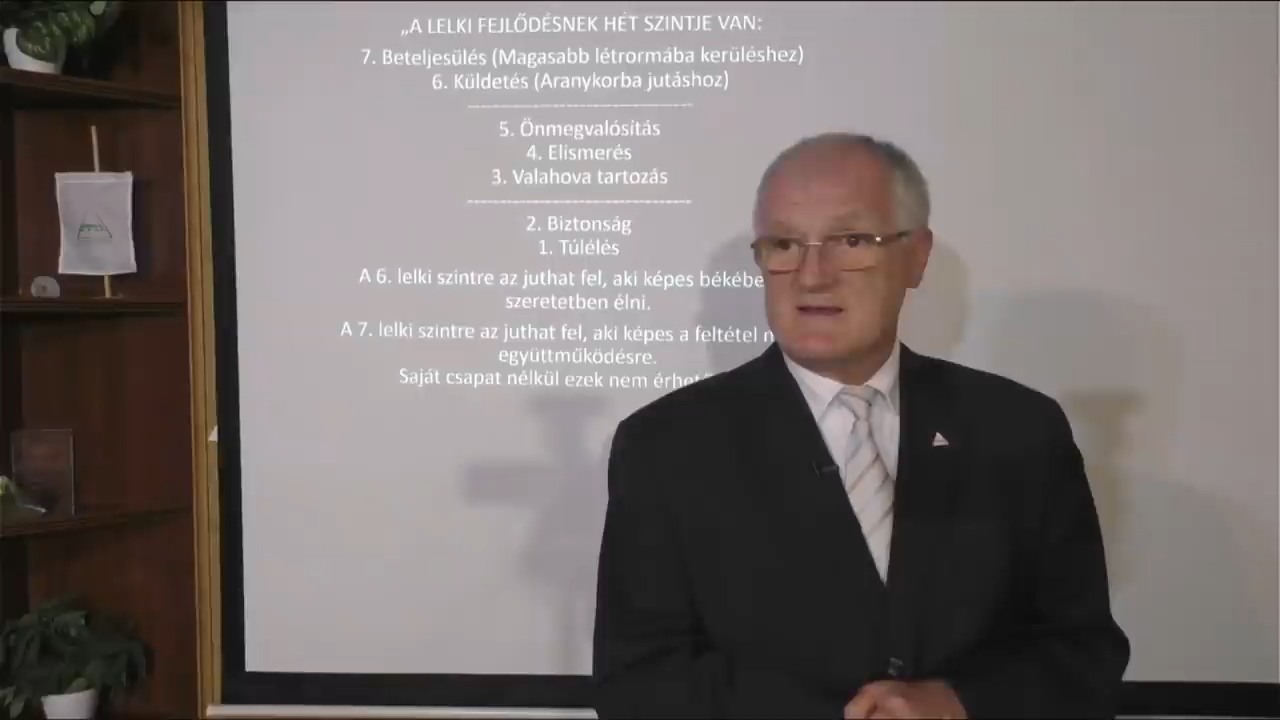 „A LELKI FEJLŐDÉSNEK HÉT SZINTJE VAN:
7. Beteljesülés (Magasabb létrormába kerüléshez)
6. Küldetés (Aranykorba jutáshoz)
5. Önmegvalósítás
4. Elismerés
3. Valahova tartozás
2. Biztonság
1. Túlélés
A 6. lelki szintre az juthat fel, aki képes békébe
szeretetben élni.
A 7. lelki szintre az juthat fel, aki képes a feltétel n
együttműködésre.
Saját csapat nélkül ezek nem érhető